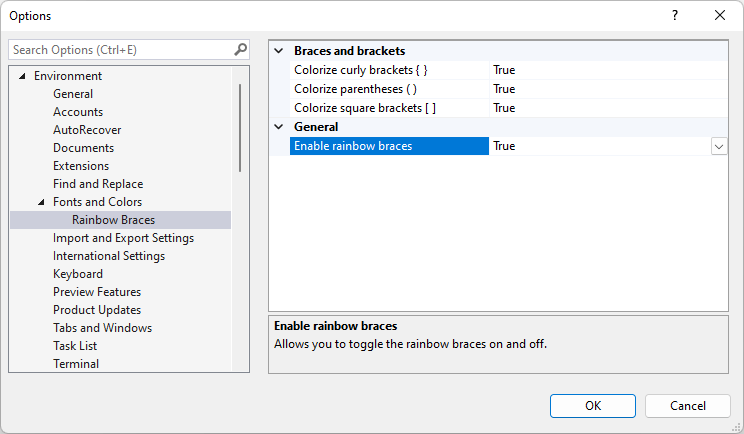 Options
?
Search Options (Ctrl+E)
Environment
General
Accounts
AutoRecover
Documents
Extensions
Find and Replace
Fonts and Colors
Rainbow Braces
Import and Export Settings
International Settings
Keyboard
Preview Features
Product Updates
Tabs and Windows
Task List
Terminal
Braces and brackets
Colorize curly brackets { } True
Colorize parentheses ( ) True
Colorize square brackets [ ] True
General
Enable rainbow braces True
Enable rainbow braces
Allows you to toggle the rainbow braces on and off.
OK Cancel